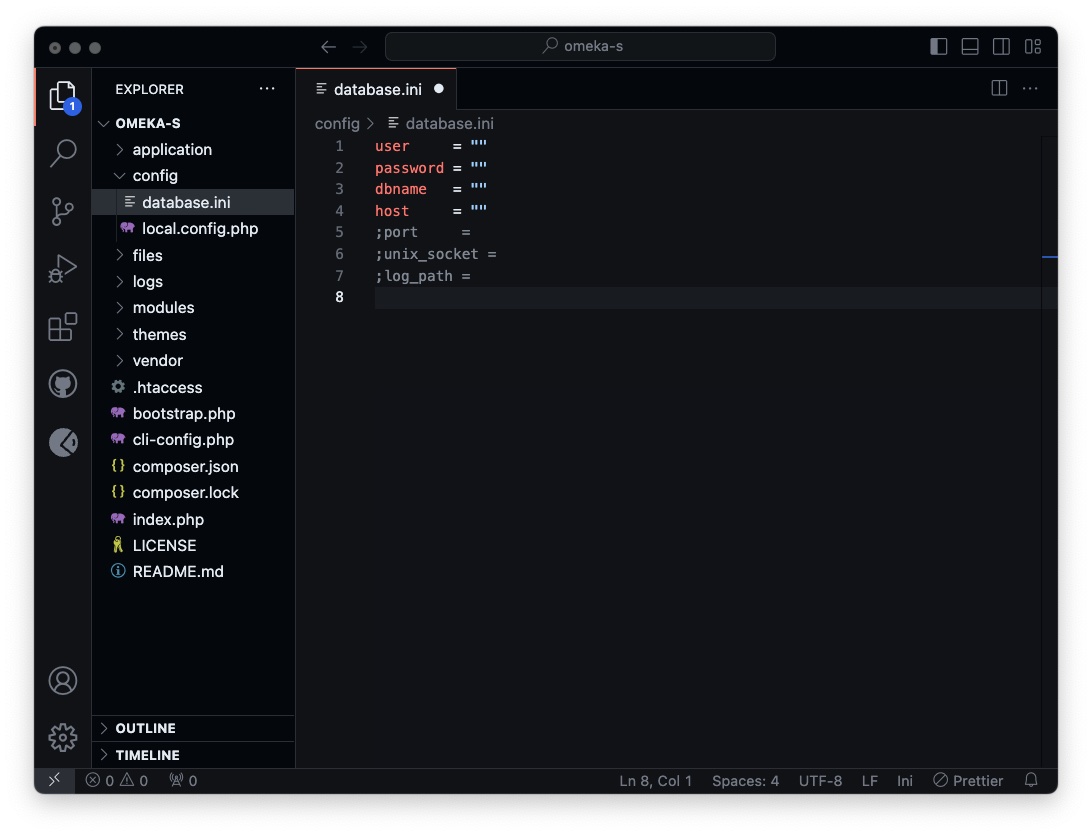 omeka-s
1
EXPLORER
OMEKA-S
application
config
database.ini
local.config.php
files
logs
modules
themes
vendor
.htaccess
bootstrap.php
cli-config.php
composer.json
composer.lock
index.php
LICENSE
README.md
OUTLINE
TIMELINE
database.ini
config > database.ini
1 user     = ""
2 password = ""
3 dbname   = ""
4 host     = ""
5 ;port     =
6 ;unix_socket =
7 ;log_path =
8
0 0 0 Ln 8, Col 1 Spaces: 4 UTF-8 LF Ini Prettier